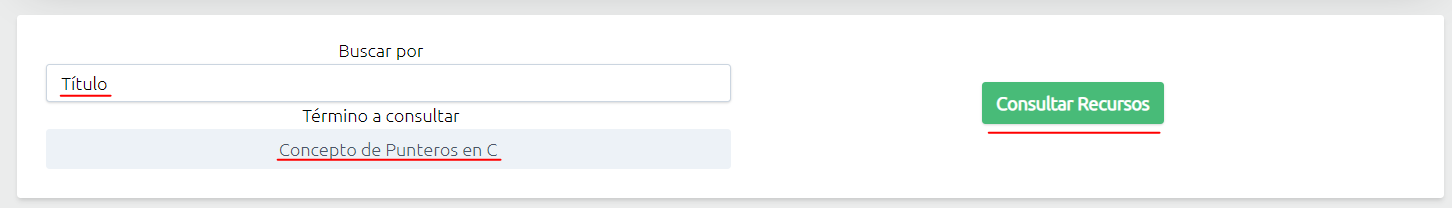 Buscar por
Título
Término a consultar
Concepto de Punteros en C
Consultar Recursos